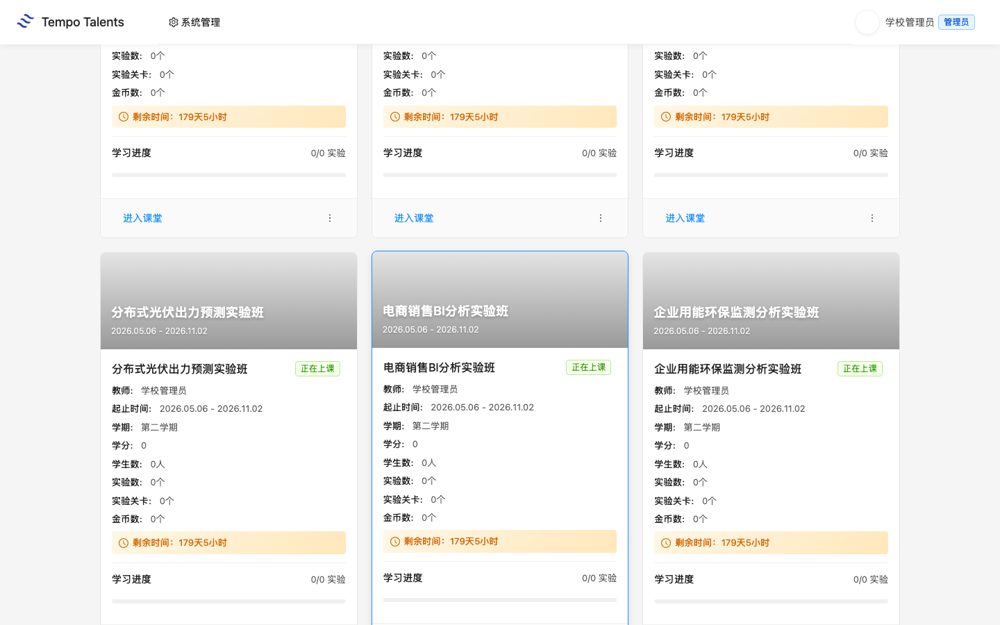 Tempo Talents
系统管理
学校管理员 管理员
实验数： 0个
实验关卡： 0个
金币数： 0个
剩余时间：179天5小时
学习进度 0/0 实验
进入课堂
实验数： 0个
实验关卡： 0个
金币数： 0个
剩余时间：179天5小时
学习进度 0/0 实验
进入课堂
实验数： 0个
实验关卡： 0个
金币数： 0个
剩余时间：179天5小时
学习进度 0/0 实验
进入课堂
分布式光伏出力预测实验班
2026.05.06 - 2026.11.02
分布式光伏出力预测实验班 正在上课
教师： 学校管理员
起止时间： 2026.05.06 - 2026.11.02
学期： 第二学期
学分： 0
学生数： 0人
实验数： 0个
实验关卡： 0个
金币数： 0个
剩余时间：179天5小时
学习进度 0/0 实验
电商销售BI分析实验班
2026.05.06 - 2026.11.02
电商销售BI分析实验班 正在上课
教师： 学校管理员
起止时间： 2026.05.06 - 2026.11.02
学期： 第二学期
学分： 0
学生数： 0人
实验数： 0个
实验关卡： 0个
金币数： 0个
剩余时间：179天5小时
学习进度 0/0 实验
企业用能环保监测分析实验班
2026.05.06 - 2026.11.02
企业用能环保监测分析实验班 正在上课
教师： 学校管理员
起止时间： 2026.05.06 - 2026.11.02
学期： 第二学期
学分： 0
学生数： 0人
实验数： 0个
实验关卡： 0个
金币数： 0个
剩余时间：179天5小时
学习进度 0/0 实验